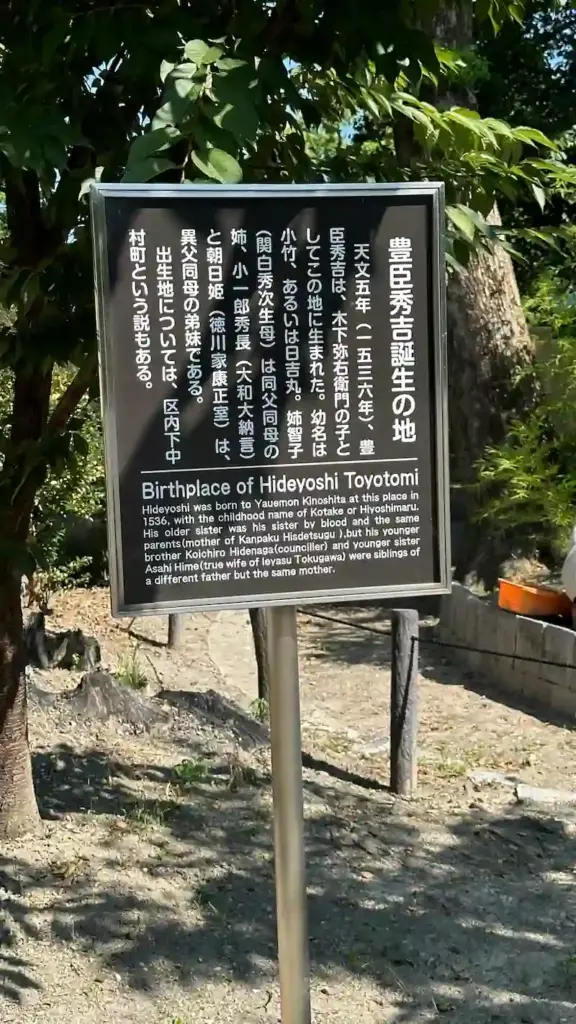 豊臣秀吉誕生の地
天文五年(一五三六年)、豊
臣秀吉は、木下弥右衛門の子と
してこの地に生まれた。幼名は
小竹、あるいは日吉丸。姉智子
(関白秀次生母)は同父同母の
姉、小一郎秀長(大和大納言)
と朝日姫(徳川家康正室)は、
異父同母の弟妹である。
出生地については、区内下中
村町という説もある。
Birthplace of Hideyoshi Toyotomi
Hideyoshi was born to Yauemon Kinoshita at this place in
1536, with the childhood name of Kotake or Hiyoshimaru.
His older sister was his sister by blood and the same
parents(mother of Kanpaku Hisdetsugu ),but his younger
brother Koichiro Hidenaga(counciller) and younger sister
Asahi Hime(true wife of Ieyasu Tokugawa) were siblings of
a different father but the same mother.